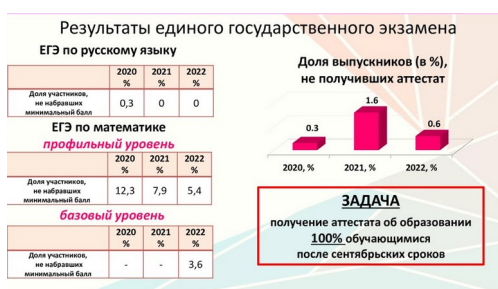 Результаты единого государственного экзамена
ЕГЭ по русскому языку
2020 % 2021 % 2022 %
Доля участников,
не набравших
минимальный балл
0,3 0 0
ЕГЭ по математике
профильный уровень
2020 % 2021 % 2022 %
Доля участников,
не набравших
минимальный балл
12,3 7,9 5,4
базовый уровень
2020 % 2021 % 2022 %
Доля участников,
не набравших
минимальный балл
- - 3,6
Доля выпускников (в %),
не получивших аттестат
0.3 1.6 0.6
2020, % 2021, % 2022, %
ЗАДАЧА
получение аттестата об образовании
100% обучающимися
после сентябрьских сроков